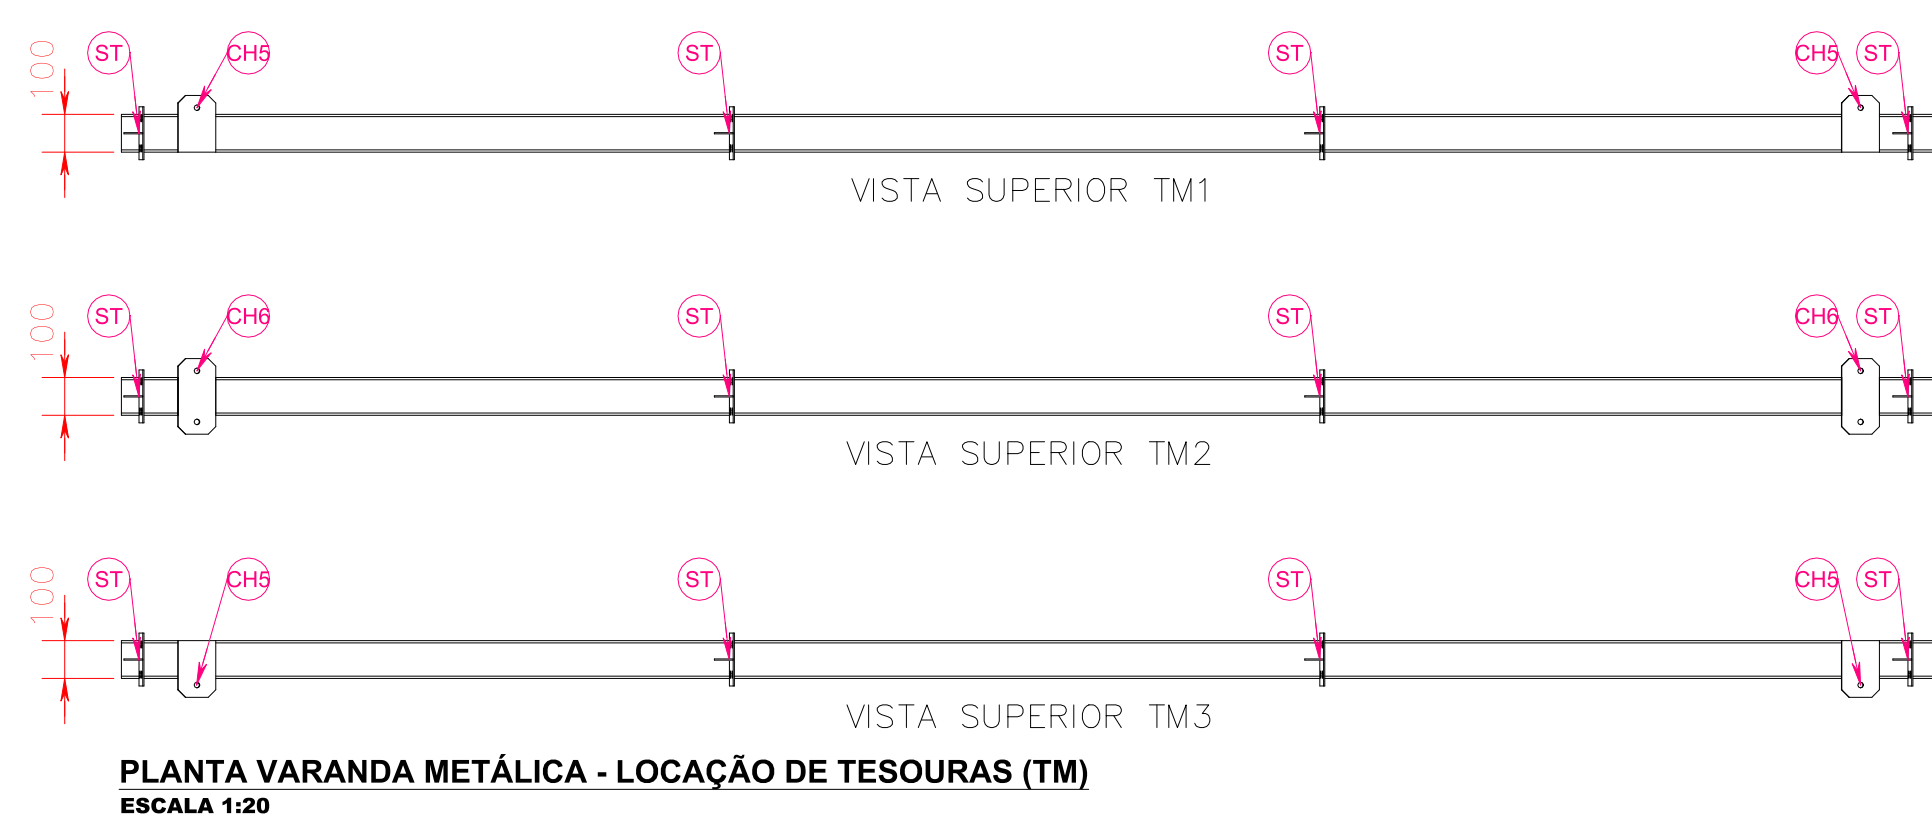 100
ST CH5 ST ST CH5 ST
VISTA SUPERIOR TM1
100
ST CH6 ST ST CH6 ST
VISTA SUPERIOR TM2
100
ST CH5 ST ST CH5 ST
VISTA SUPERIOR TM3
PLANTA VARANDA METÁLICA - LOCAÇÃO DE TESOURAS (TM)
ESCALA 1:20